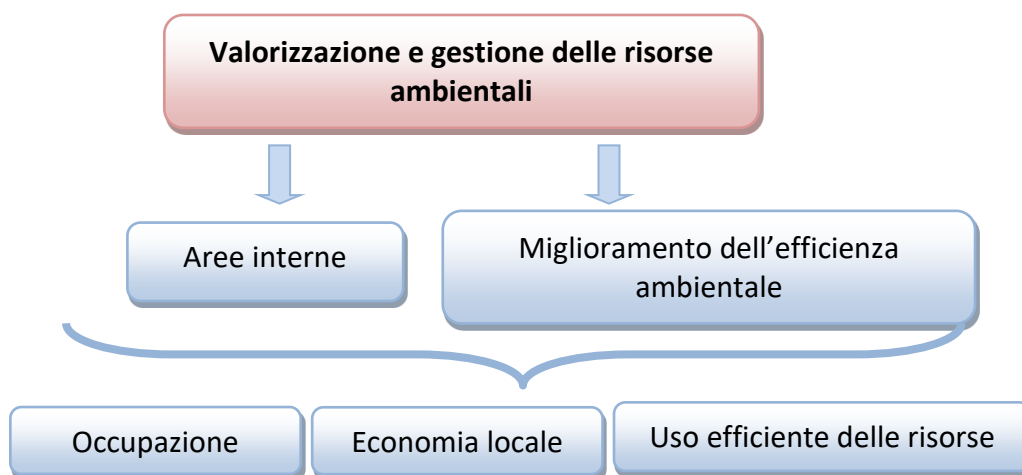 Valorizzazione e gestione delle risorse
ambientali
Aree interne
Miglioramento dell’efficienza
ambientale
Occupazione
Economia locale
Uso efficiente delle risorse